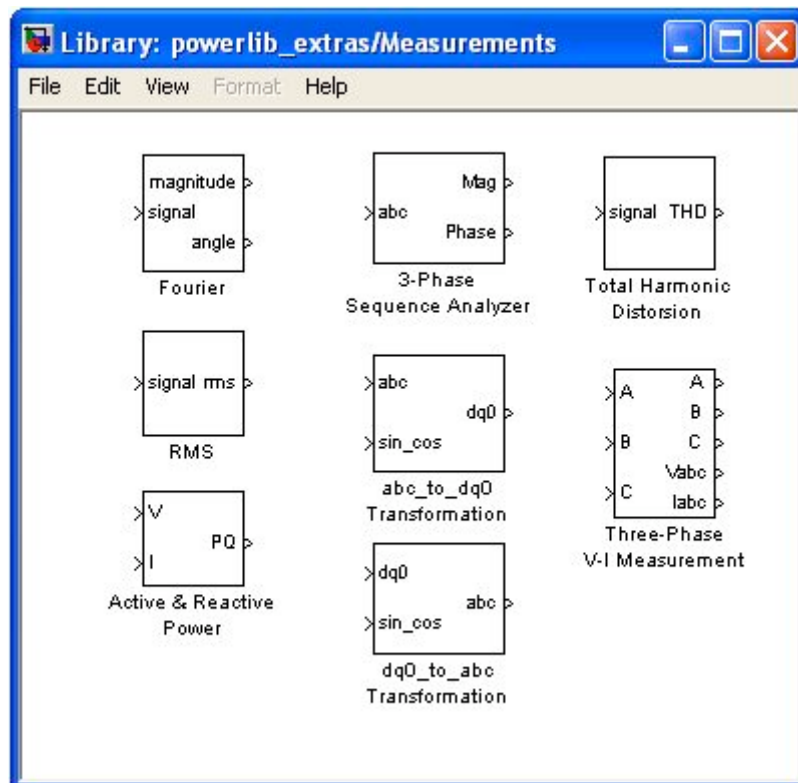 Library: powerlib_extras/Measurements
File Edit View Format Help
magnitude
signal
angle
Fourier
abc
Mag
Phase
3-Phase
Sequence Analyzer
signal THD
Total Harmonic
Distorsion
signal rms
RMS
abc
dq0
sin_cos
abc_to_dq0
Transformation
A A
B B
C C
Vabc
Iabc
Three-Phase
V-I Measurement
V
I
PQ
Active & Reactive
Power
dq0
abc
sin_cos
dq0_to_abc
Transformation